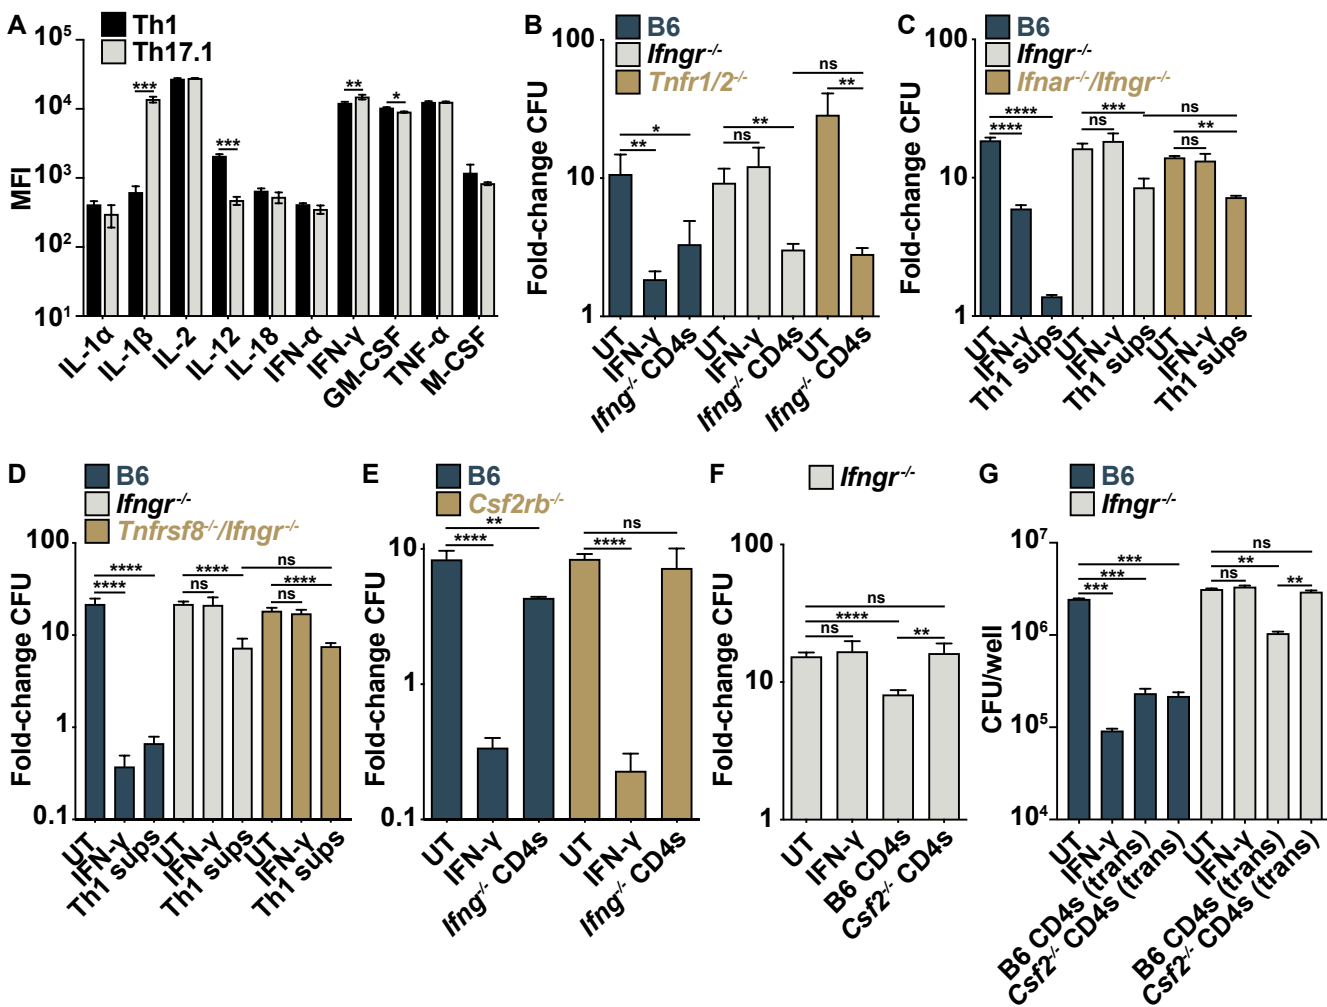 A
Th1
Th17.1
MFI
10⁵
10⁴
10³
10²
10¹
***
***
**
*
IL-1α
IL-1β
IL-2
IL-12
IL-18
IFN-α
IFN-γ
GM-CSF
TNF-α
M-CSF
B
B6
Ifngr⁻/⁻
Tnfr1/2⁻/⁻
Fold-change CFU
100
10
1
*
**
**
ns
ns
**
UT
IFN-γ
Ifng⁻/⁻ CD4s
UT
IFN-γ
Ifng⁻/⁻ CD4s
UT
Ifng⁻/⁻ CD4s
C
B6
Ifngr⁻/⁻
Ifnar⁻/⁻/Ifngr⁻/⁻
Fold-change CFU
100
10
1
****
****
***
ns
ns
**
ns
UT
IFN-γ
Th1 sups
UT
IFN-γ
Th1 sups
UT
IFN-γ
Th1 sups
D
B6
Ifngr⁻/⁻
Tnfrsf8⁻/⁻/Ifngr⁻/⁻
Fold-change CFU
100
10
1
0.1
****
****
****
ns
ns
****
ns
UT
IFN-γ
Th1 sups
UT
IFN-γ
Th1 sups
UT
IFN-γ
Th1 sups
E
B6
Csf2rb⁻/⁻
Fold-change CFU
10
1
0.1
**
****
ns
****
UT
IFN-γ
Ifng⁻/⁻ CD4s
UT
IFN-γ
Ifng⁻/⁻ CD4s
F
Ifngr⁻/⁻
Fold-change CFU
100
10
1
ns
****
ns
**
UT
IFN-γ
B6 CD4s
Csf2⁻/⁻ CD4s
G
B6
Ifngr⁻/⁻
CFU/well
10⁷
10⁶
10⁵
10⁴
***
***
***
ns
**
ns
**
UT
IFN-γ
B6 CD4s (trans)
Csf2⁻/⁻ CD4s (trans)
UT
IFN-γ
B6 CD4s (trans)
Csf2⁻/⁻ CD4s (trans)